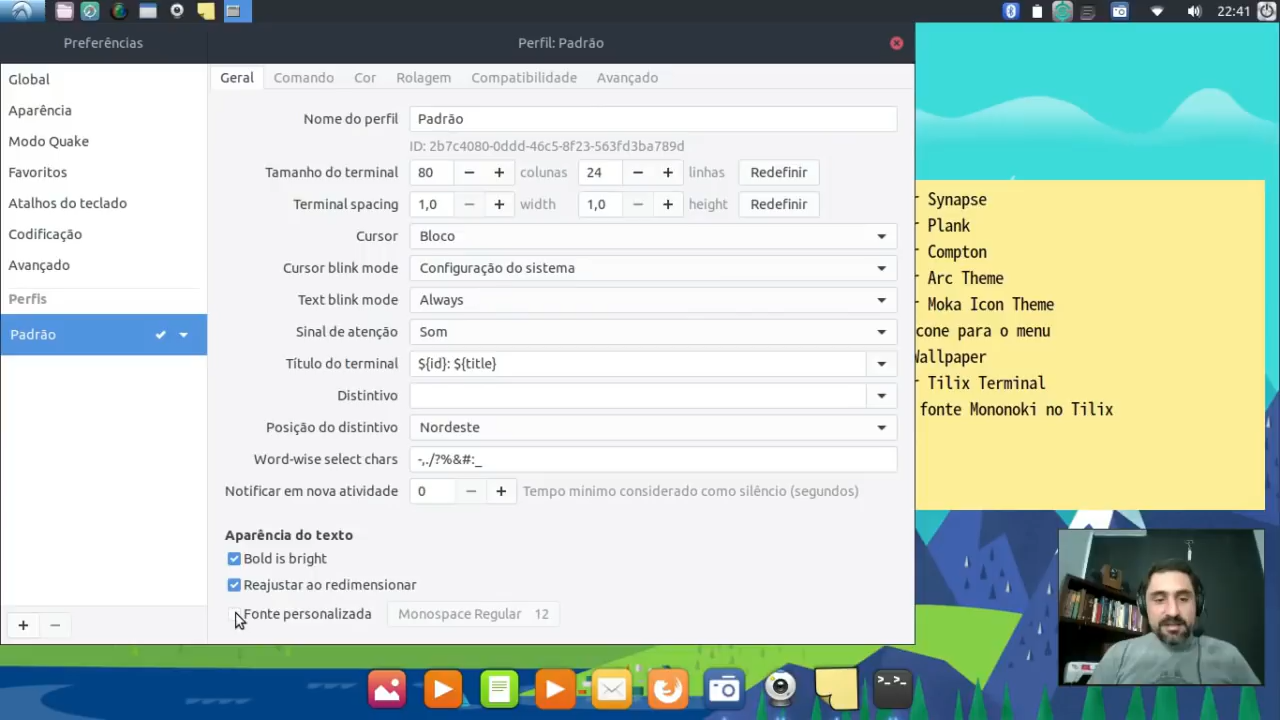 22:41
Preferências
Perfil: Padrão
Global
Aparência
Modo Quake
Favoritos
Atalhos do teclado
Codificação
Avançado
Perfis
Padrão
Geral Comando Cor Rolagem Compatibilidade Avançado
Nome do perfil Padrão
ID: 2b7c4080-0ddd-46c5-8f23-563fd3ba789d
Tamanho do terminal 80 − + colunas 24 − + linhas Redefinir
Terminal spacing 1,0 − + width 1,0 − + height Redefinir
Cursor Bloco
Cursor blink mode Configuração do sistema
Text blink mode Always
Sinal de atenção Som
Título do terminal ${id}: ${title}
Distintivo
Posição do distintivo Nordeste
Word-wise select chars -,./?%&#:_
Notificar em nova atividade 0 − + Tempo mínimo considerado como silêncio (segundos)
Aparência do texto
Bold is bright
Reajustar ao redimensionar
Fonte personalizada Monospace Regular 12
+ −
Synapse
Plank
Compton
Arc Theme
Moka Icon Theme
cone para o menu
Wallpaper
Tilix Terminal
fonte Mononoki no Tilix
>_>_